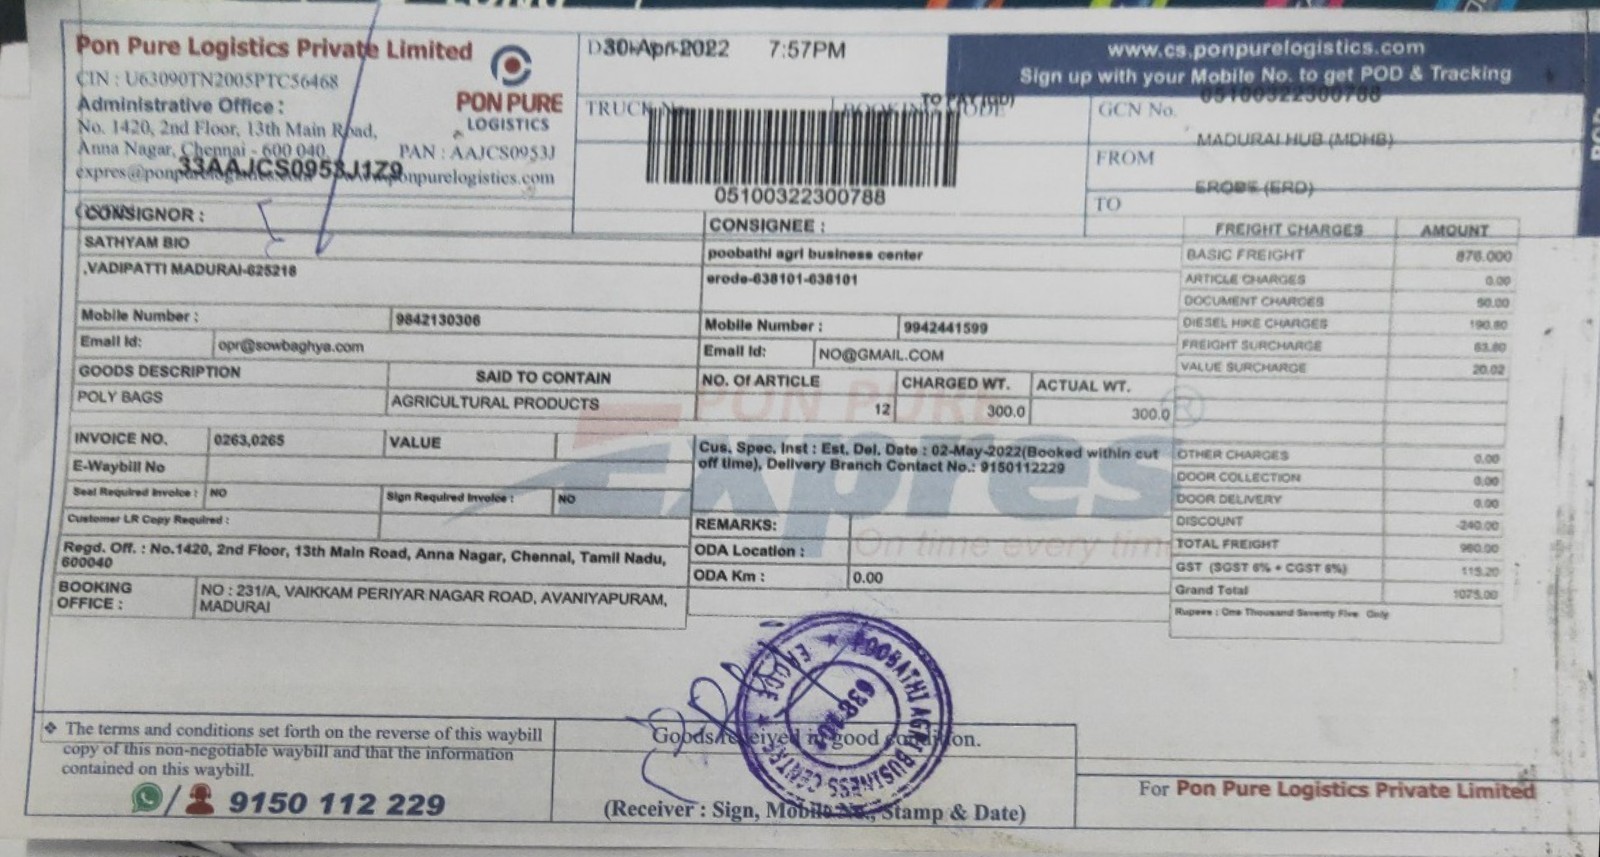 Pon Pure Logistics Private Limited
CIN : U63090TN2005PTC56468
Administrative Office :
No. 1420, 2nd Floor, 13th Main Road,
Anna Nagar, Chennai - 600 040.
PAN : AAJCS0953J
33AAJCS0953J1Z9
PON PURE
LOGISTICS
30-Apr-2022 7:57PM
TRUCK
TO PAY
05100322300788
www.cs.ponpurelogistics.com
Sign up with your Mobile No. to get POD & Tracking
GCN No. 05100322300788
FROM MADURAI HUB (MDHB)
TO ERODE (ERD)
CONSIGNOR :
SATHYAM BIO
,VADIPATTI MADURAI-625218
Mobile Number : 9842130306
Email Id: opr@sowbaghya.com
GOODS DESCRIPTION SAID TO CONTAIN
POLY BAGS AGRICULTURAL PRODUCTS
INVOICE NO. 0263,0265 VALUE
E-Waybill No
Seal Required Invoice : NO Sign Required Invoice : NO
Customer LR Copy Required :
Regd. Off. : No.1420, 2nd Floor, 13th Main Road, Anna Nagar, Chennai, Tamil Nadu,
600040
BOOKING OFFICE : NO : 231/A, VAIKKAM PERIYAR NAGAR ROAD, AVANIYAPURAM,
MADURAI
CONSIGNEE :
poobathi agri business center
erode-638101-638101
Mobile Number : 9942441599
Email Id: NO@GMAIL.COM
NO. Of ARTICLE CHARGED WT. ACTUAL WT.
12 300.0 300.0
Cus. Spec. Inst : Est. Del. Date : 02-May-2022(Booked within cut
off time), Delivery Branch Contact No.: 9150112229
REMARKS:
ODA Location :
ODA Km : 0.00
PON PURE
Expres
On time every time
FREIGHT CHARGES AMOUNT
BASIC FREIGHT 876.000
ARTICLE CHARGES 0.00
DOCUMENT CHARGES 50.00
DIESEL HIKE CHARGES 190.80
FREIGHT SURCHARGE 63.60
VALUE SURCHARGE 20.02
OTHER CHARGES 0.00
DOOR COLLECTION 0.00
DOOR DELIVERY 0.00
DISCOUNT -240.00
TOTAL FREIGHT 960.00
GST (SGST 6% + CGST 6%) 115.20
Grand Total 1075.00
Rupees : One Thousand Seventy Five Only
POOBATHI AGRI BUSINESS CENTRE
The terms and conditions set forth on the reverse of this waybill
copy of this non-negotiable waybill and that the information
contained on this waybill.
9150 112 229
Goods received in good condition.
(Receiver : Sign, Mobile No., Stamp & Date)
For Pon Pure Logistics Private Limited